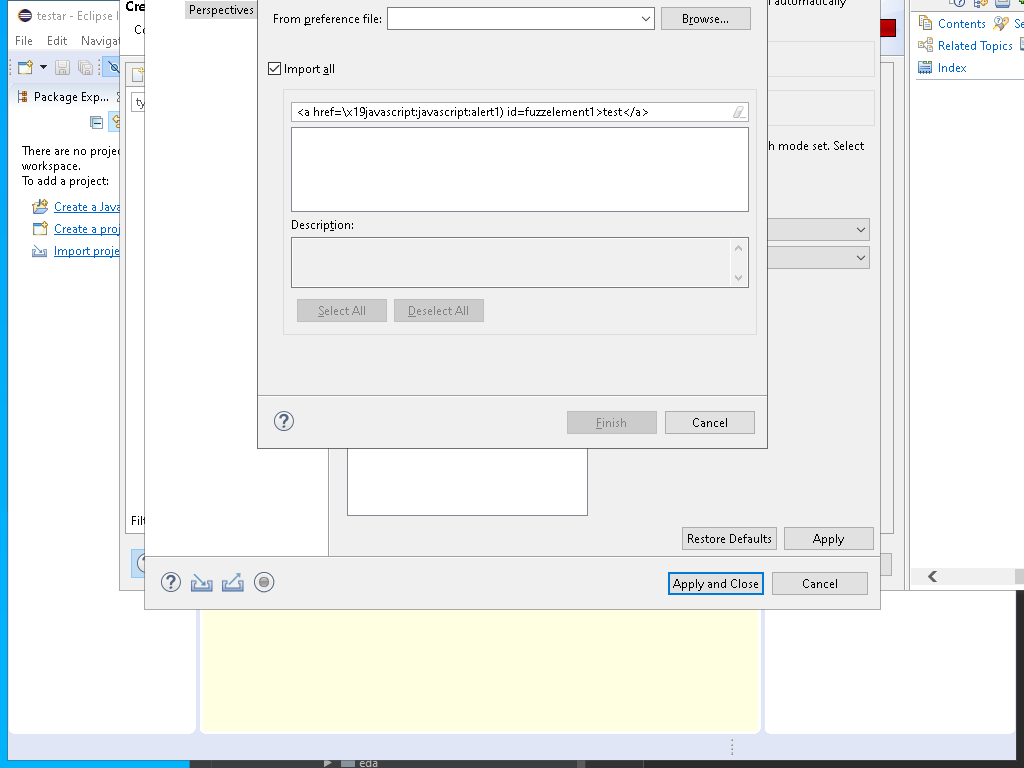 testar - Eclipse I
File Edit Navigat
Package Exp...
There are no projec
workspace.
To add a project:
Create a Java
Create a proj
Import proje
Cre
ty
Perspectives
From preference file:
Browse...
Import all
<a href=\x19javascript:javascript:alert1) id=fuzzelement1>test</a>
Description:
Select All
Deselect All
Finish
Cancel
automatically
h mode set. Select
Filt
Restore Defaults
Apply
Apply and Close
Cancel
Contents
Se
Related Topics
Index
eda